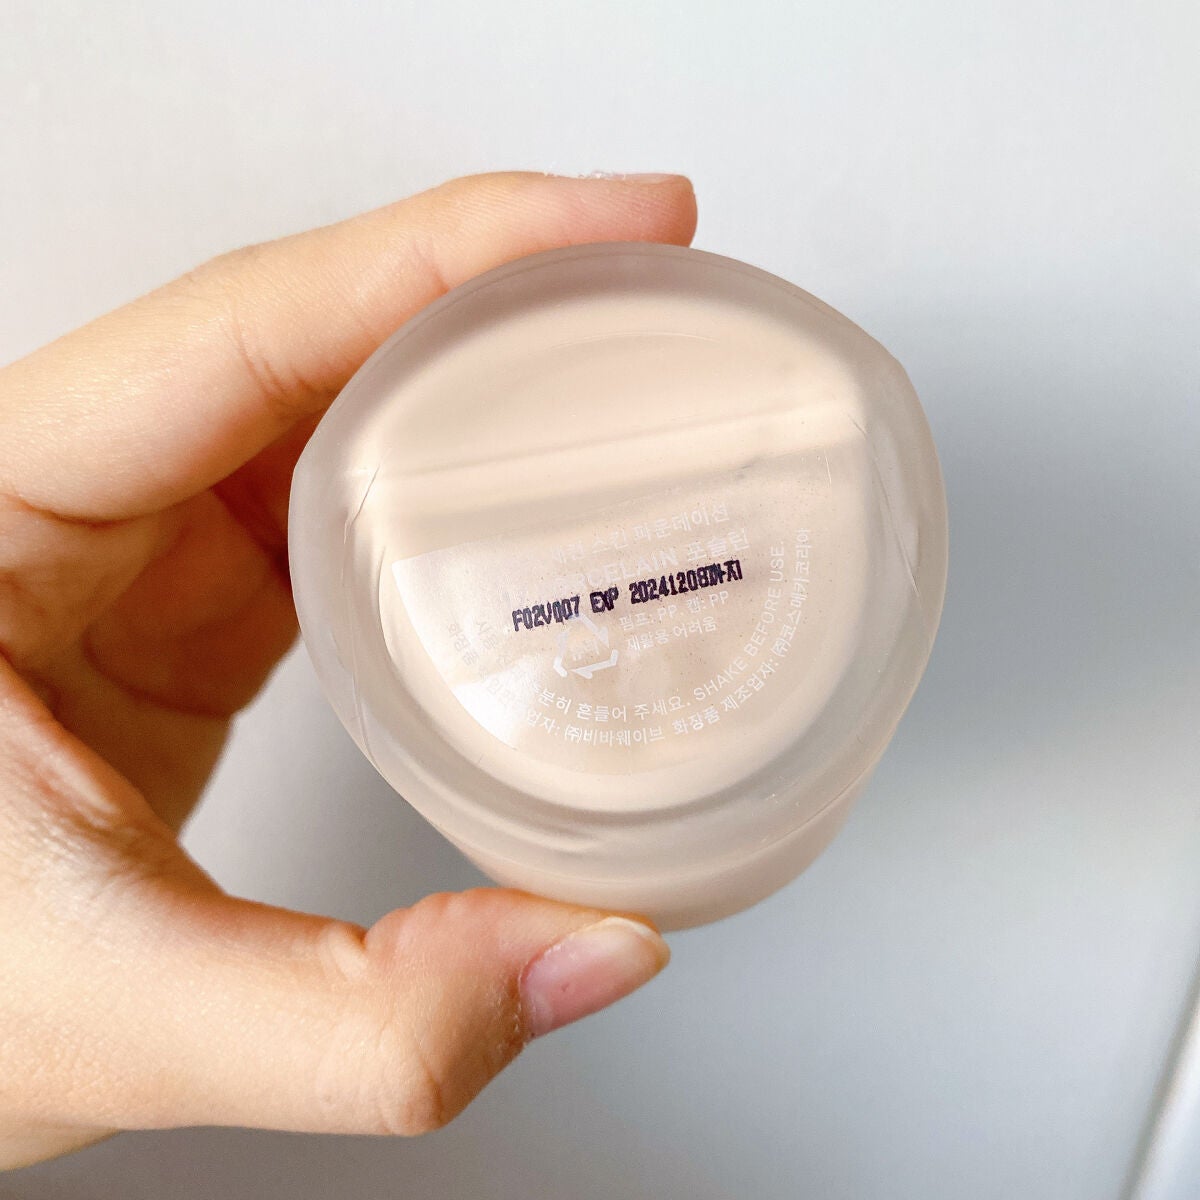 세컨 스킨 파운데이션
PORCELAIN 포슬린
F02V007 EXP 20241208까지
펌프: PP, 캡: PP
재활용 어려움
충분히 흔들어 주세요. SHAKE BEFORE USE.
㈜비바웨이브 화장품 제조업자: ㈜코스메카코리아